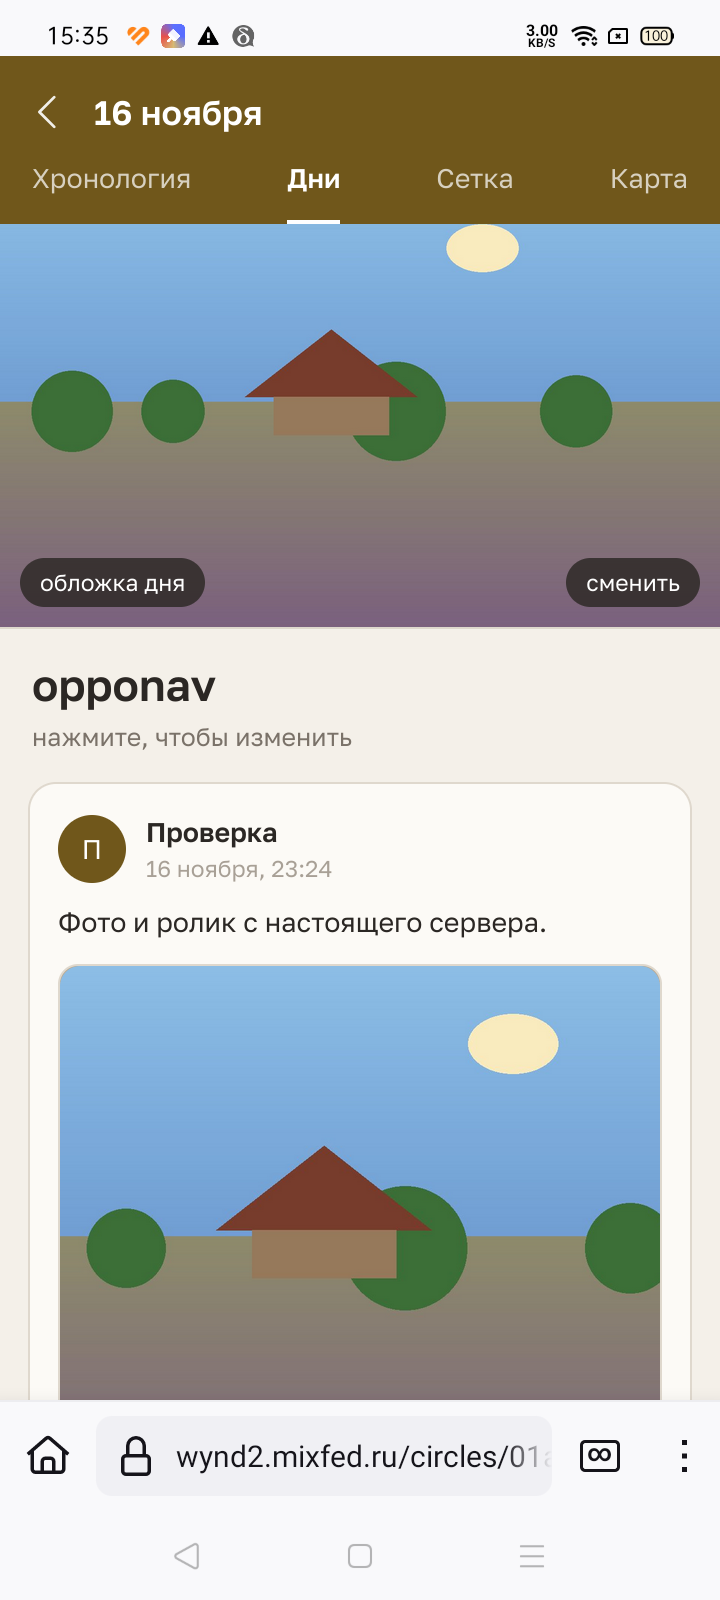 15:35
3.00
KB/S
100
16 ноября
Хронология Дни Сетка Карта
обложка дня сменить
opponav
нажмите, чтобы изменить
П
Проверка
16 ноября, 23:24
Фото и ролик с настоящего сервера.
wynd2.mixfed.ru/circles/01a